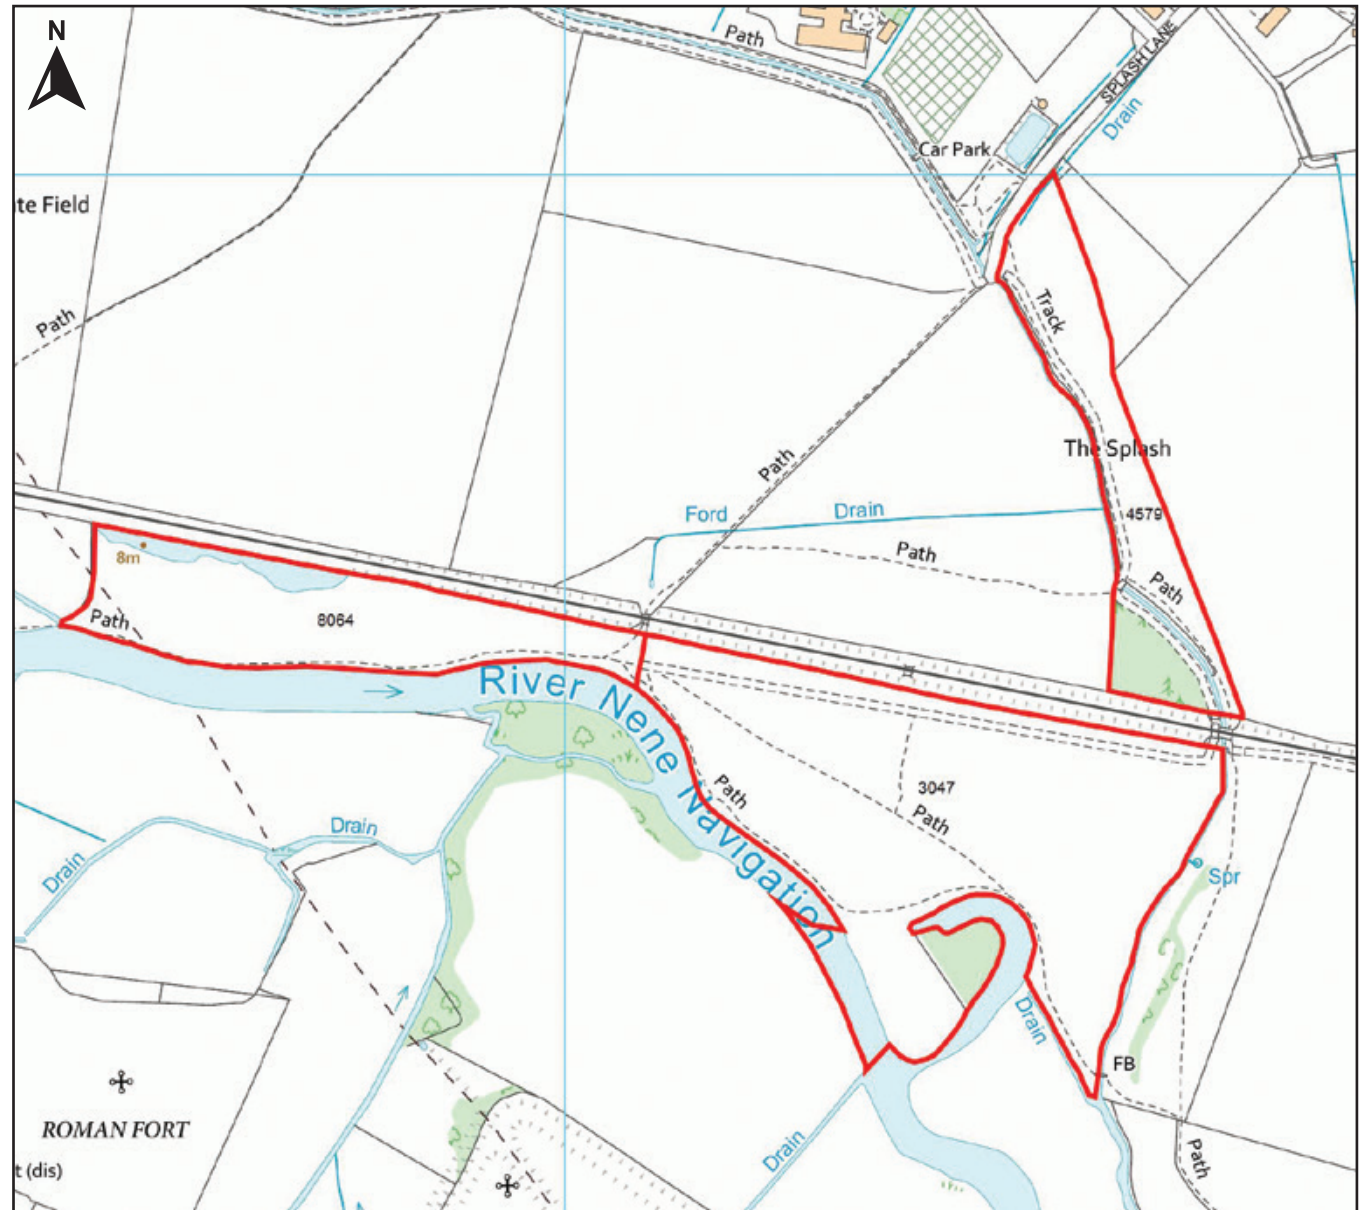 N
Path
SPLASH LANE
Drain
Car Park
te Field
Track
Path
The Splash
Path
Ford
Drain
4579
Path
8m
Path
Path
8064
River Nene Navigation
3047
Path
Path
Drain
Drain
Spr
Drain
FB
ROMAN FORT
Drain
Path
t (dis)